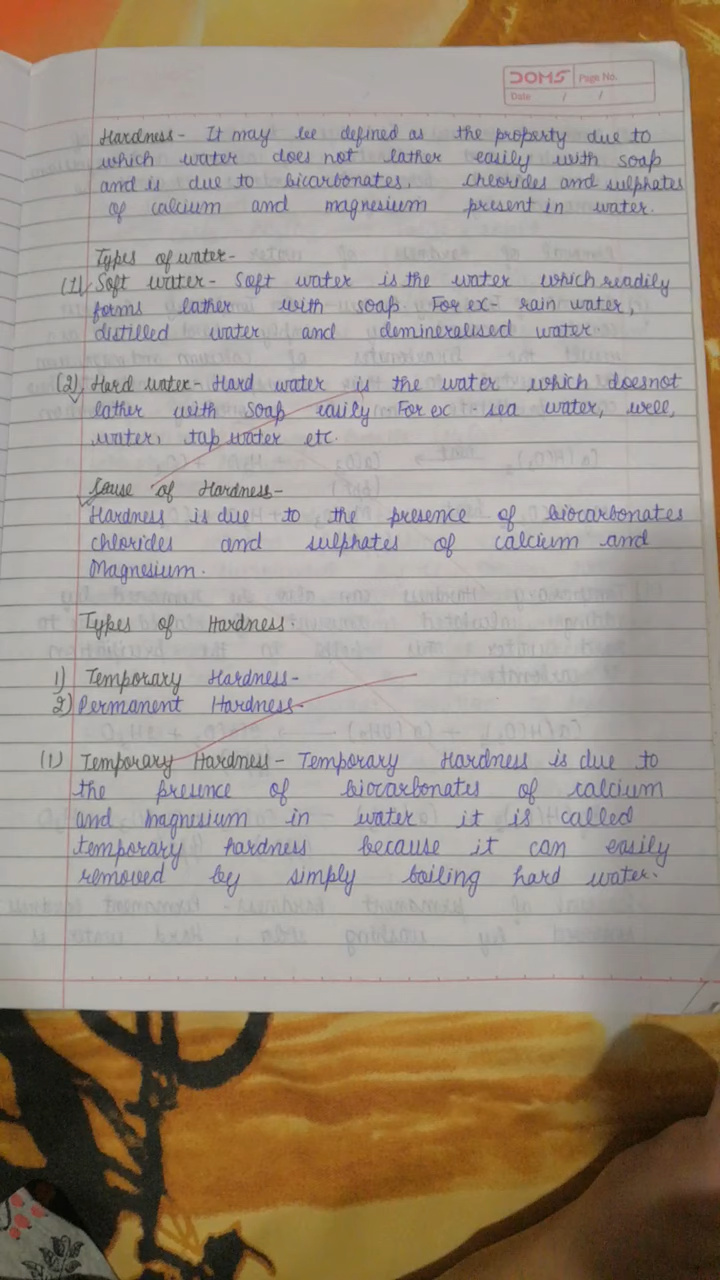 DOMS Page No.
Date / /
Hardness - It may be defined as the property due to
which water does not lather easily with soap
and is due to bicarbonates, chlorides and sulphates
of calcium and magnesium present in water.
Types of water-
(1) Soft water - Soft water is the water which readily
forms lather with soap For ex- rain water,
distilled water and demineralised water
(2) Hard water - Hard water is the water which doesnot
lather with soap easily For ex - sea water, well,
water, tap water etc.
Cause of Hardness-
Hardness is due to the presence of biocarbonates
chlorides and sulphates of calcium and
Magnesium.
Types of Hardness:
1) Temporary Hardness-
2) Permanent Hardness-
(1) Temporary Hardness - Temporary Hardness is due to
the presence of biocarbonates of calcium
and magnesium in water it is called
temporary hardness because it can easily
removed by simply boiling hard water.